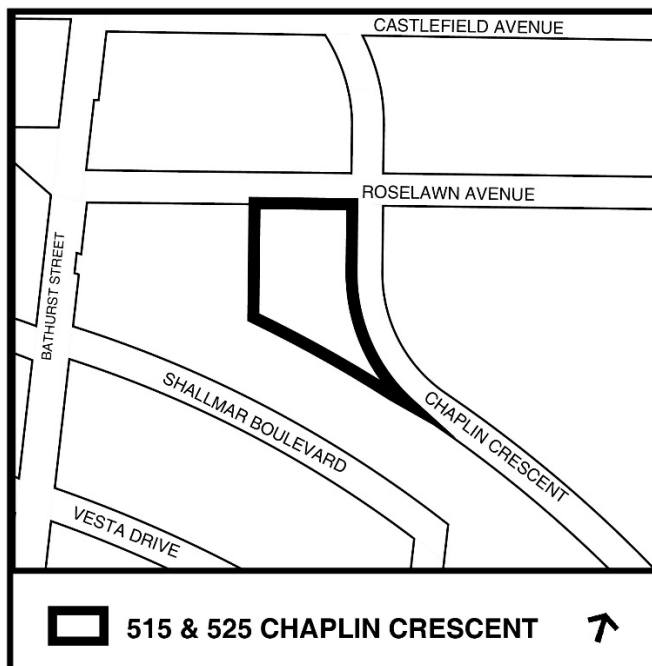 CASTLEFIELD AVENUE
ROSELAWN AVENUE
BATHURST STREET
SHALLMAR BOULEVARD
CHAPLIN CRESCENT
VESTA DRIVE
515 & 525 CHAPLIN CRESCENT